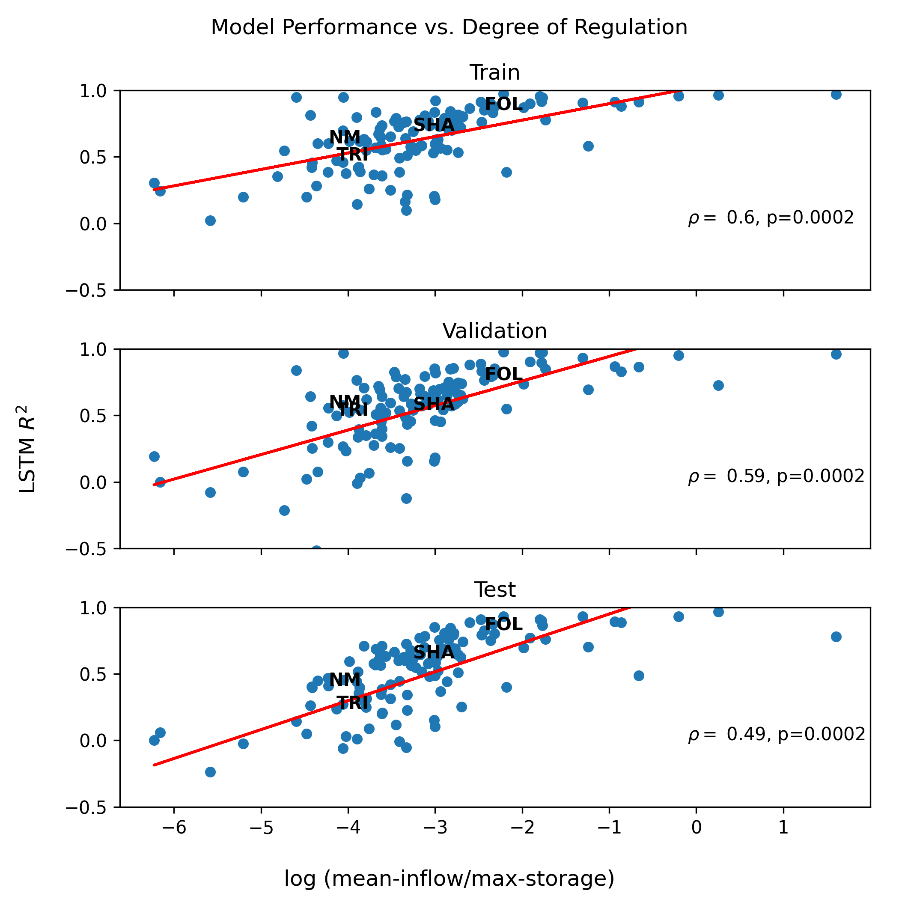 Model Performance vs. Degree of Regulation
Train
1.0
0.5
0.0
−0.5
FOL
SHA
NM
TRI
ρ = 0.6, p=0.0002
Validation
1.0
0.5
0.0
−0.5
FOL
NM
TRI
SHA
ρ = 0.59, p=0.0002
LSTM R²
Test
1.0
0.5
0.0
−0.5
FOL
SHA
NM
TRI
ρ = 0.49, p=0.0002
−6 −5 −4 −3 −2 −1 0 1
log (mean-inflow/max-storage)